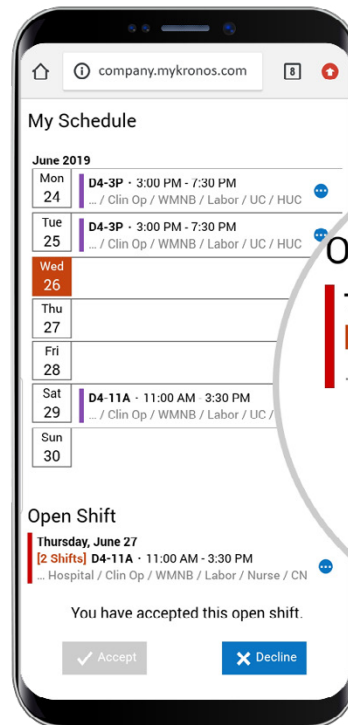 company.mykronos.com
8
My Schedule
June 2019
Mon
24
D4-3P · 3:00 PM - 7:30 PM
... / Clin Op / WMNB / Labor / UC / HUC
Tue
25
D4-3P · 3:00 PM - 7:30 PM
... / Clin Op / WMNB / Labor / UC / HUC
Wed
26
Thu
27
Fri
28
Sat
29
D4-11A · 11:00 AM - 3:30 PM
... / Clin Op / WMNB / Labor / UC /
Sun
30
Open Shift
Thursday, June 27
[2 Shifts] D4-11A · 11:00 AM - 3:30 PM
... Hospital / Clin Op / WMNB / Labor / Nurse / CN
You have accepted this open shift.
Accept
Decline